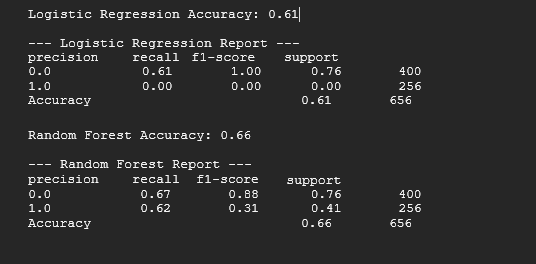 Logistic Regression Accuracy: 0.61
--- Logistic Regression Report ---
precision recall f1-score support
0.0 0.61 1.00 0.76 400
1.0 0.00 0.00 0.00 256
Accuracy 0.61 656
Random Forest Accuracy: 0.66
--- Random Forest Report ---
precision recall f1-score support
0.0 0.67 0.88 0.76 400
1.0 0.62 0.31 0.41 256
Accuracy 0.66 656